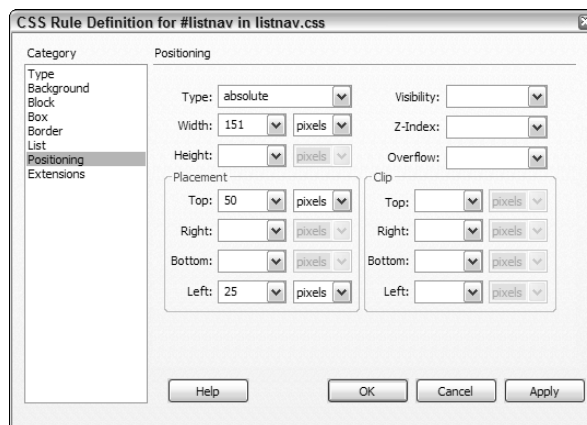 CSS Rule Definition for #listnav in listnav.css
Category
Type
Background
Block
Box
Border
List
Positioning
Extensions
Positioning
Type: absolute
Visibility:
Width: 151 pixels
Z-Index:
Height: pixels
Overflow:
Placement
Top: 50 pixels
Right: pixels
Bottom: pixels
Left: 25 pixels
Clip
Top: pixels
Right: pixels
Bottom: pixels
Left: pixels
Help
OK
Cancel
Apply